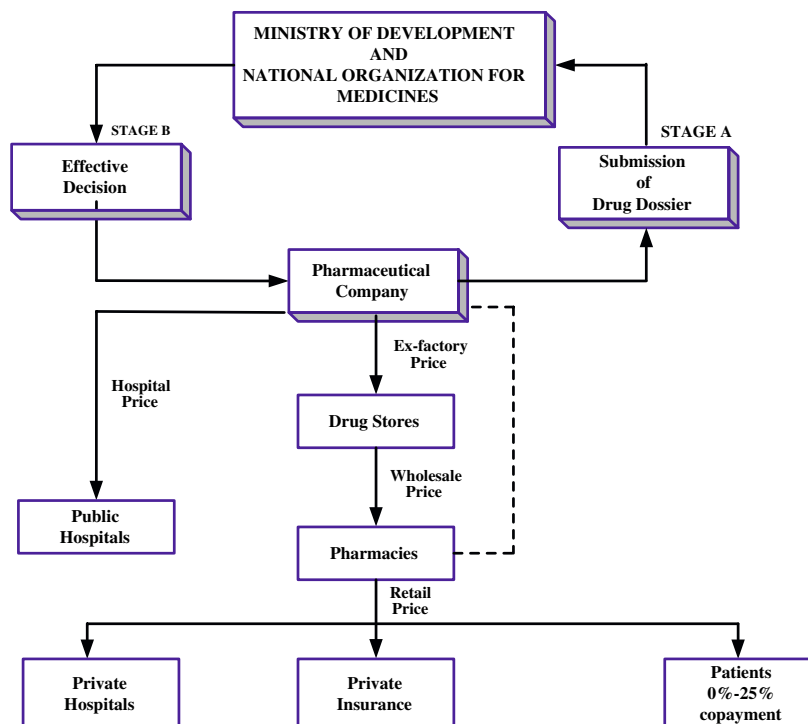 MINISTRY OF DEVELOPMENT
AND
NATIONAL ORGANIZATION FOR
MEDICINES
STAGE B
STAGE A
Effective
Decision
Submission
of
Drug Dossier
Pharmaceutical
Company
Ex-factory
Price
Hospital
Price
Drug Stores
Wholesale
Price
Public
Hospitals
Pharmacies
Retail
Price
Private
Hospitals
Private
Insurance
Patients
0%-25%
copayment